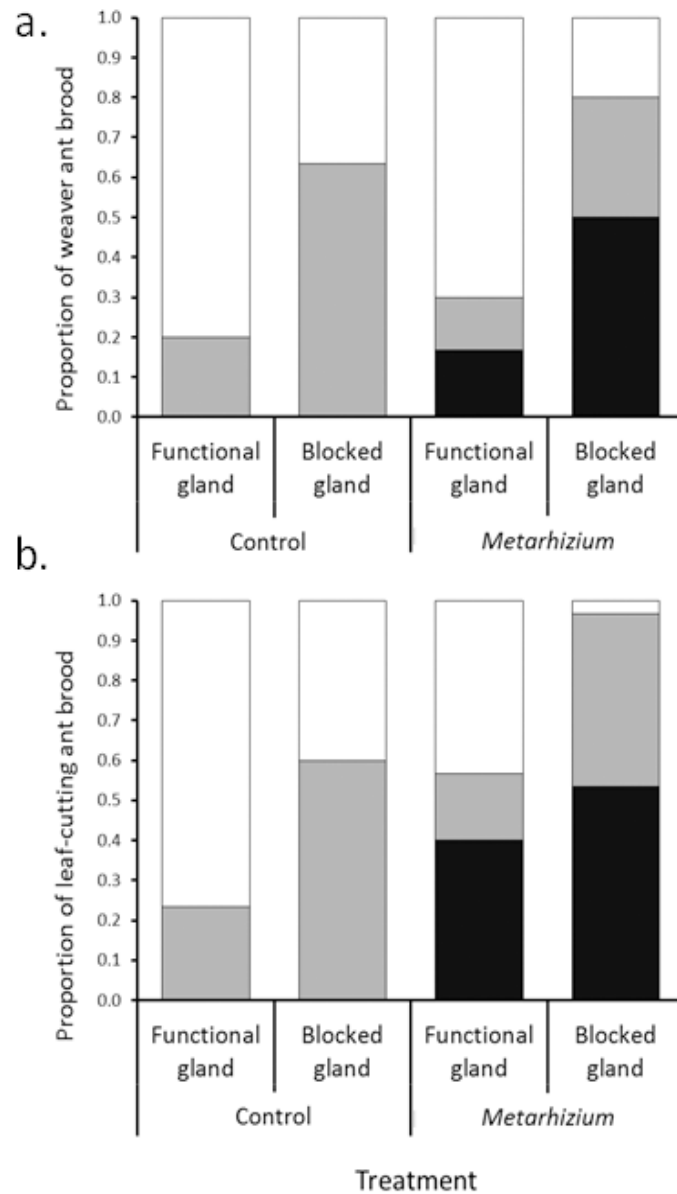 a.
Proportion of weaver ant brood
1.0
0.9
0.8
0.7
0.6
0.5
0.4
0.3
0.2
0.1
0.0
Functional gland
Blocked gland
Functional gland
Blocked gland
Control
Metarhizium
b.
Proportion of leaf-cutting ant brood
1.0
0.9
0.8
0.7
0.6
0.5
0.4
0.3
0.2
0.1
0.0
Functional gland
Blocked gland
Functional gland
Blocked gland
Control
Metarhizium
Treatment